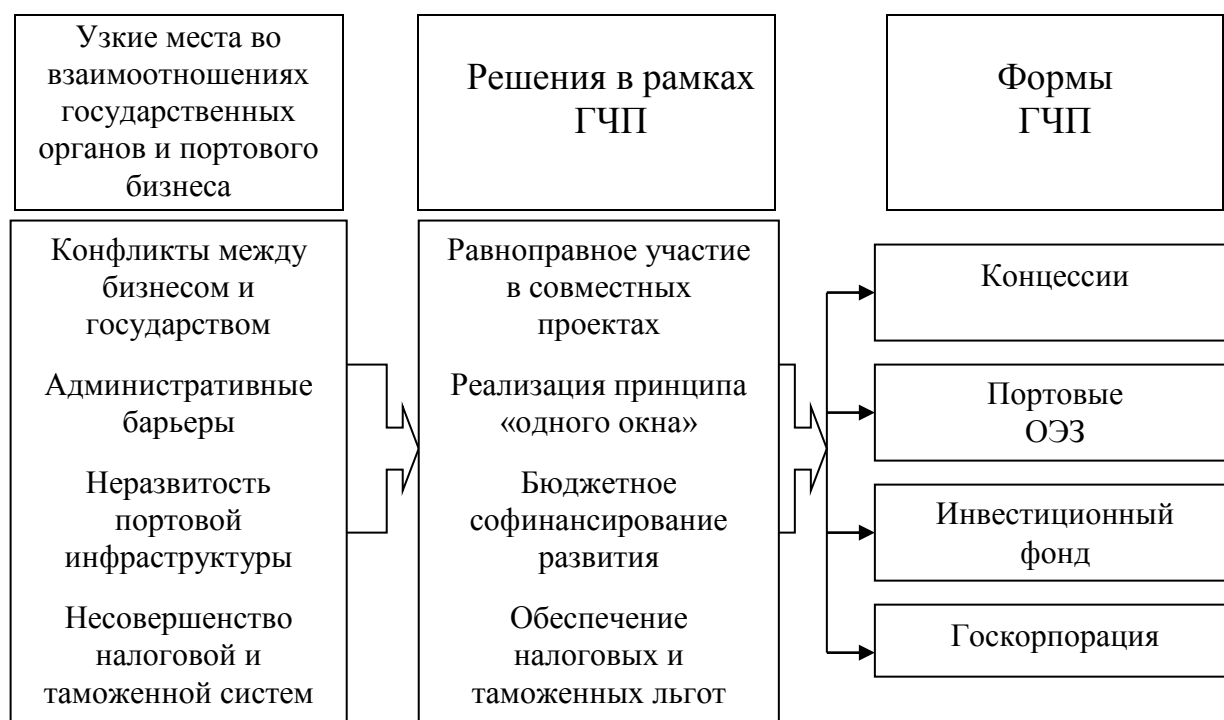 Узкие места во
взаимоотношениях
государственных
органов и портового
бизнеса
Решения в рамках
ГЧП
Формы
ГЧП
Конфликты между
бизнесом и
государством
Административные
барьеры
Неразвитость
портовой
инфраструктуры
Несовершенство
налоговой и
таможенной систем
Равноправное участие
в совместных
проектах
Реализация принципа
«одного окна»
Бюджетное
софинансирование
развития
Обеспечение
налоговых и
таможенных льгот
Концессии
Портовые
ОЭЗ
Инвестиционный
фонд
Госкорпорация